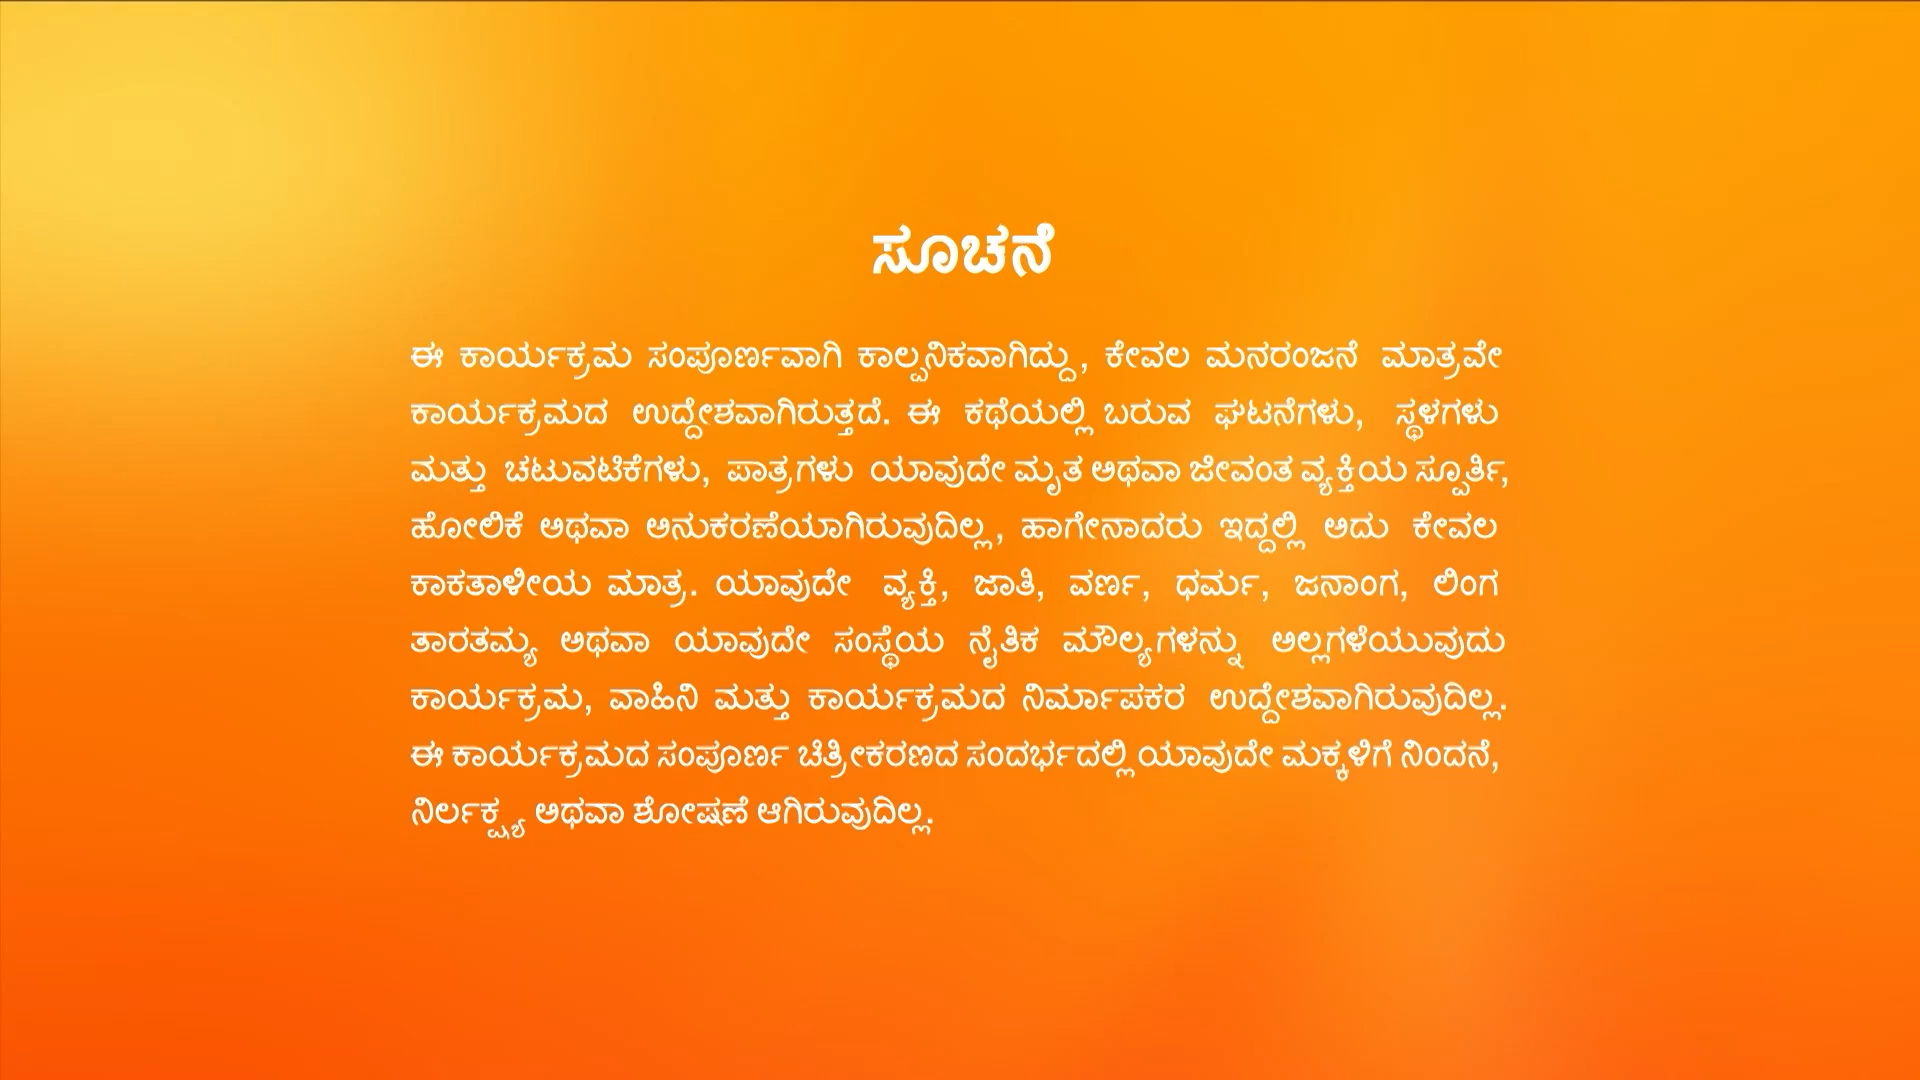 ಸೂಚನೆ
ಈ ಕಾರ್ಯಕ್ರಮ ಸಂಪೂರ್ಣವಾಗಿ ಕಾಲ್ಪನಿಕವಾಗಿದ್ದು, ಕೇವಲ ಮನರಂಜನೆ ಮಾತ್ರವೇ
ಕಾರ್ಯಕ್ರಮದ ಉದ್ದೇಶವಾಗಿರುತ್ತದೆ. ಈ ಕಥೆಯಲ್ಲಿ ಬರುವ ಘಟನೆಗಳು, ಸ್ಥಳಗಳು
ಮತ್ತು ಚಟುವಟಿಕೆಗಳು, ಪಾತ್ರಗಳು ಯಾವುದೇ ಮೃತ ಅಥವಾ ಜೀವಂತ ವ್ಯಕ್ತಿಯ ಸ್ಪೂರ್ತಿ,
ಹೋಲಿಕೆ ಅಥವಾ ಅನುಕರಣೆಯಾಗಿರುವುದಿಲ್ಲ, ಹಾಗೇನಾದರು ಇದ್ದಲ್ಲಿ ಅದು ಕೇವಲ
ಕಾಕತಾಳೀಯ ಮಾತ್ರ. ಯಾವುದೇ ವ್ಯಕ್ತಿ, ಜಾತಿ, ವರ್ಣ, ಧರ್ಮ, ಜನಾಂಗ, ಲಿಂಗ
ತಾರತಮ್ಯ ಅಥವಾ ಯಾವುದೇ ಸಂಸ್ಥೆಯ ನೈತಿಕ ಮೌಲ್ಯಗಳನ್ನು ಅಲ್ಲಗಳೆಯುವುದು
ಕಾರ್ಯಕ್ರಮ, ವಾಹಿನಿ ಮತ್ತು ಕಾರ್ಯಕ್ರಮದ ನಿರ್ಮಾಪಕರ ಉದ್ದೇಶವಾಗಿರುವುದಿಲ್ಲ.
ಈ ಕಾರ್ಯಕ್ರಮದ ಸಂಪೂರ್ಣ ಚಿತ್ರೀಕರಣದ ಸಂದರ್ಭದಲ್ಲಿ ಯಾವುದೇ ಮಕ್ಕಳಿಗೆ ನಿಂದನೆ,
ನಿರ್ಲಕ್ಷ್ಯ ಅಥವಾ ಶೋಷಣೆ ಆಗಿರುವುದಿಲ್ಲ.